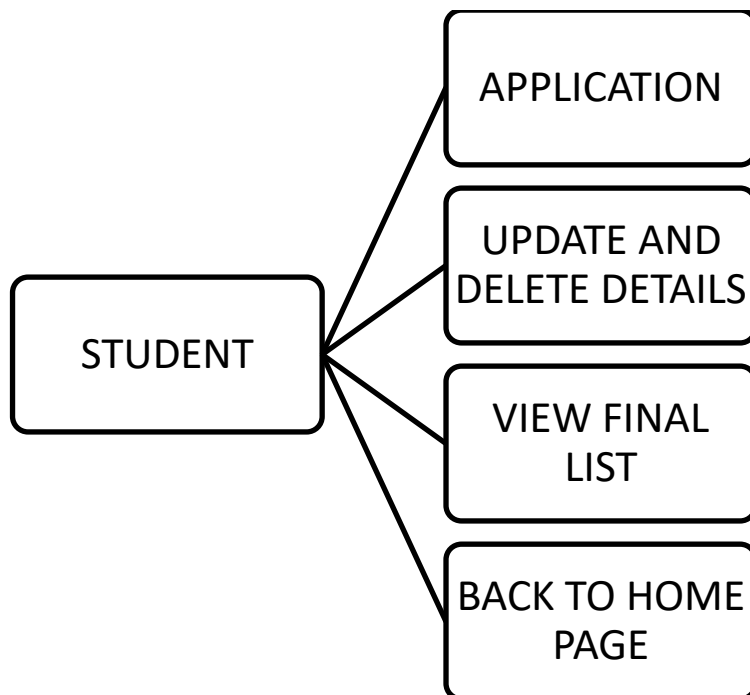 APPLICATION
UPDATE AND
DELETE DETAILS
STUDENT
VIEW FINAL
LIST
BACK TO HOME
PAGE